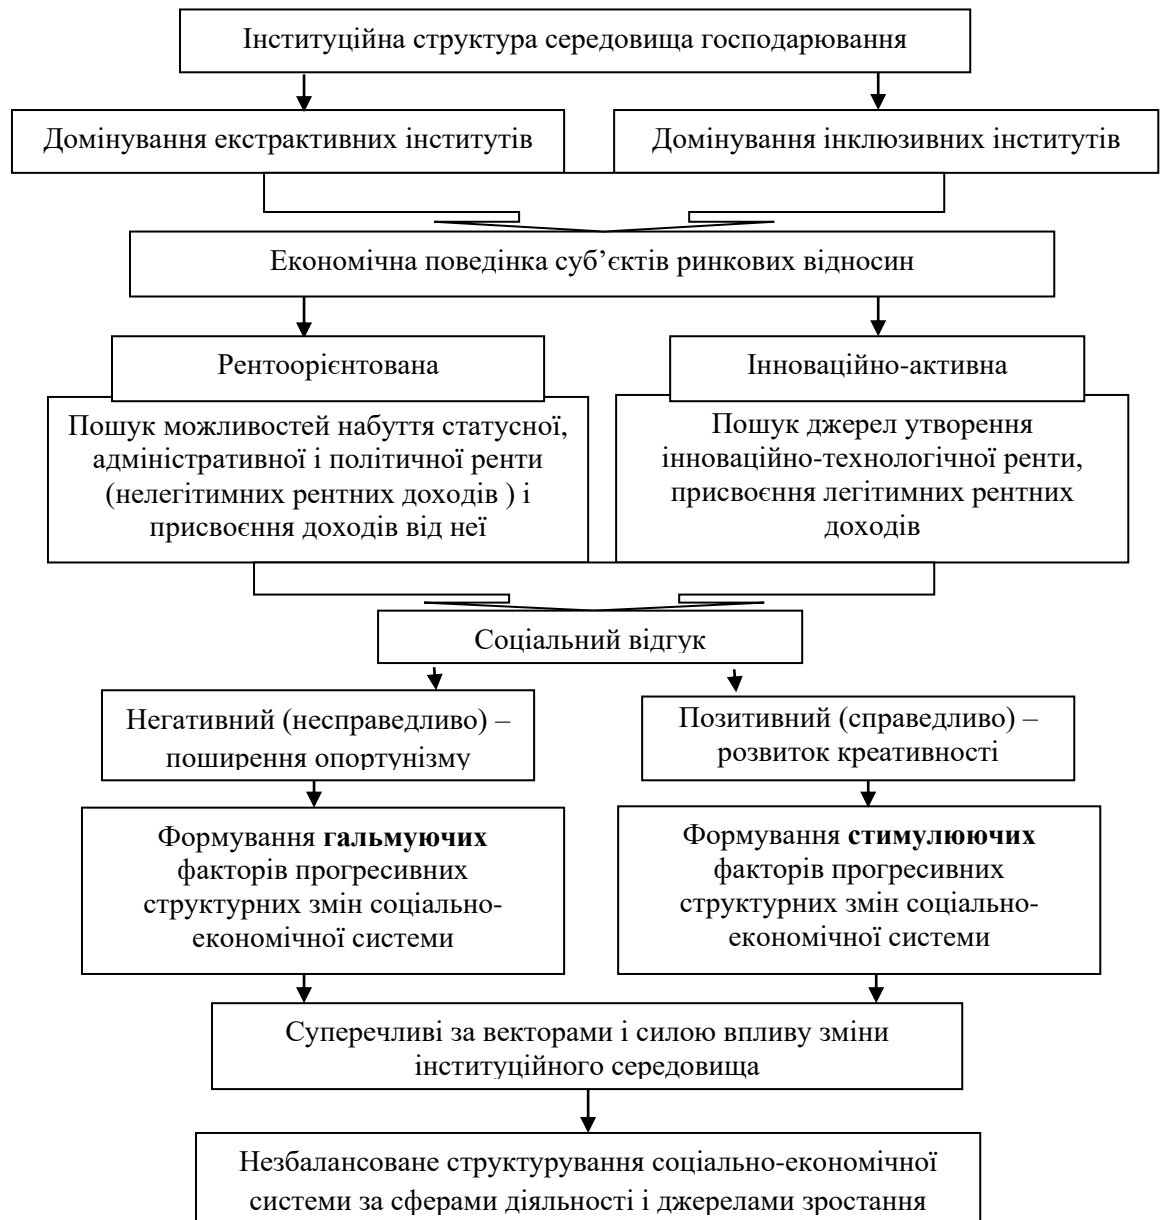 Інституційна структура середовища господарювання
Домінування екстрактивних інститутів
Домінування інклюзивних інститутів
Економічна поведінка суб’єктів ринкових відносин
Рентоорієнтована
Інноваційно-активна
Пошук можливостей набуття статусної,
адміністративної і політичної ренти
(нелегітимних рентних доходів ) і
присвоєння доходів від неї
Пошук джерел утворення
інноваційно-технологічної ренти,
присвоєння легітимних рентних
доходів
Соціальний відгук
Негативний (несправедливо) –
поширення опортунізму
Позитивний (справедливо) –
розвиток креативності
Формування гальмуючих
факторів прогресивних
структурних змін соціально-
економічної системи
Формування стимулюючих
факторів прогресивних
структурних змін соціально-
економічної системи
Суперечливі за векторами і силою впливу зміни
інституційного середовища
Незбалансоване структурування соціально-економічної
системи за сферами діяльності і джерелами зростання